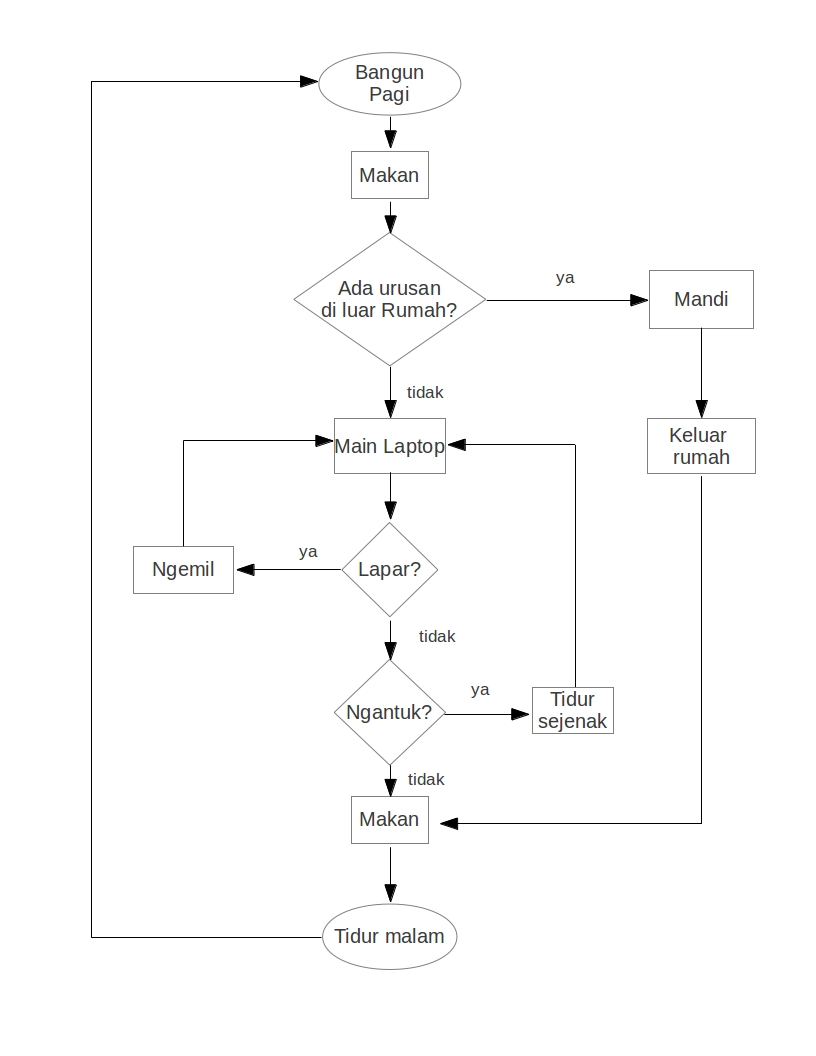 Bangun
Pagi
Makan
Ada urusan
di luar Rumah?
ya
Mandi
tidak
Main Laptop
Keluar
rumah
ya
Ngemil
Lapar?
tidak
Ngantuk?
ya
Tidur
sejenak
tidak
Makan
Tidur malam